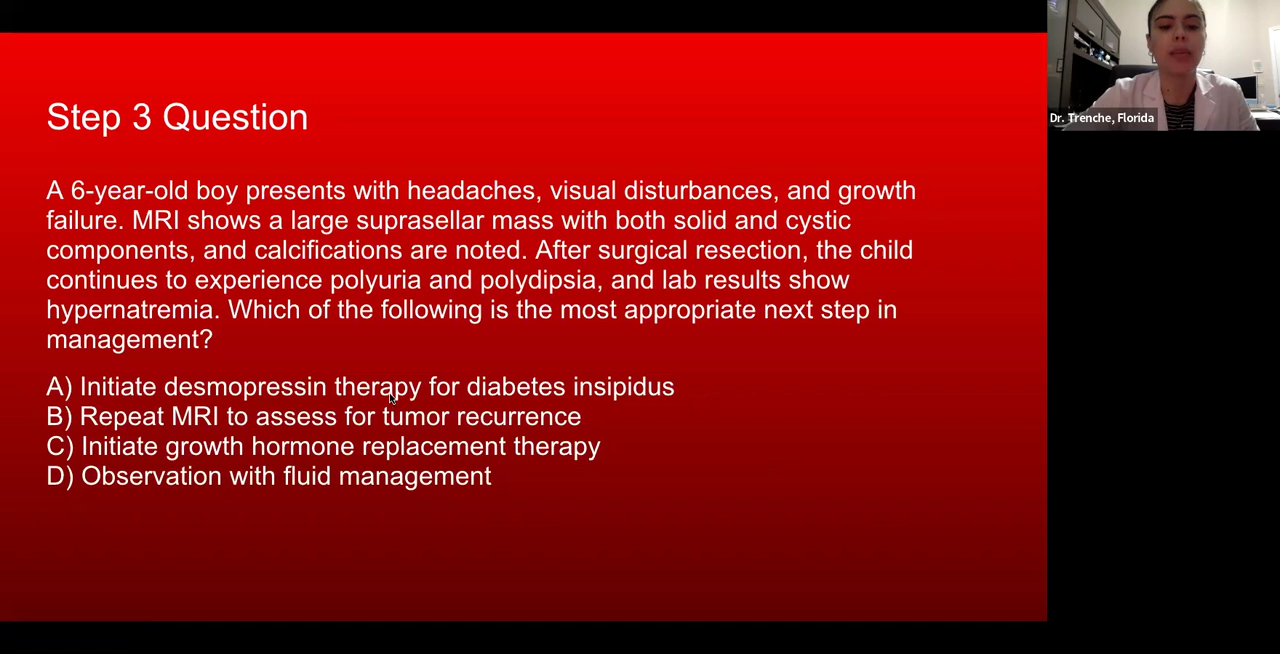 Step 3 Question
A 6-year-old boy presents with headaches, visual disturbances, and growth
failure. MRI shows a large suprasellar mass with both solid and cystic
components, and calcifications are noted. After surgical resection, the child
continues to experience polyuria and polydipsia, and lab results show
hypernatremia. Which of the following is the most appropriate next step in
management?
A) Initiate desmopressin therapy for diabetes insipidus
B) Repeat MRI to assess for tumor recurrence
C) Initiate growth hormone replacement therapy
D) Observation with fluid management
Dr. Trenche, Florida